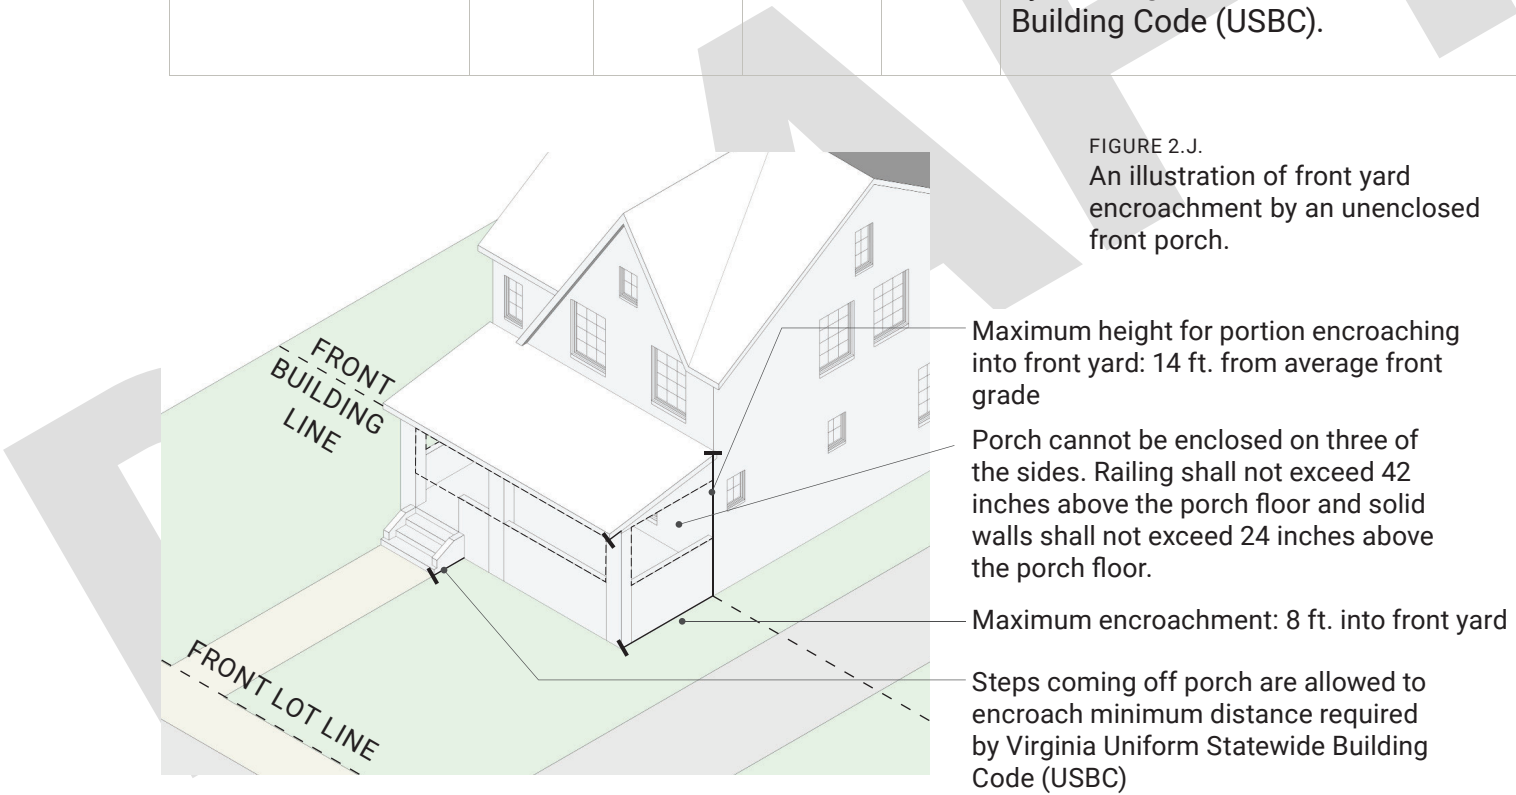 Building Code (USBC).
FIGURE 2.J.
An illustration of front yard
encroachment by an unenclosed
front porch.
FRONT
BUILDING
LINE
Maximum height for portion encroaching
into front yard: 14 ft. from average front
grade
Porch cannot be enclosed on three of
the sides. Railing shall not exceed 42
inches above the porch floor and solid
walls shall not exceed 24 inches above
the porch floor.
Maximum encroachment: 8 ft. into front yard
FRONT LOT LINE
Steps coming off porch are allowed to
encroach minimum distance required
by Virginia Uniform Statewide Building
Code (USBC)